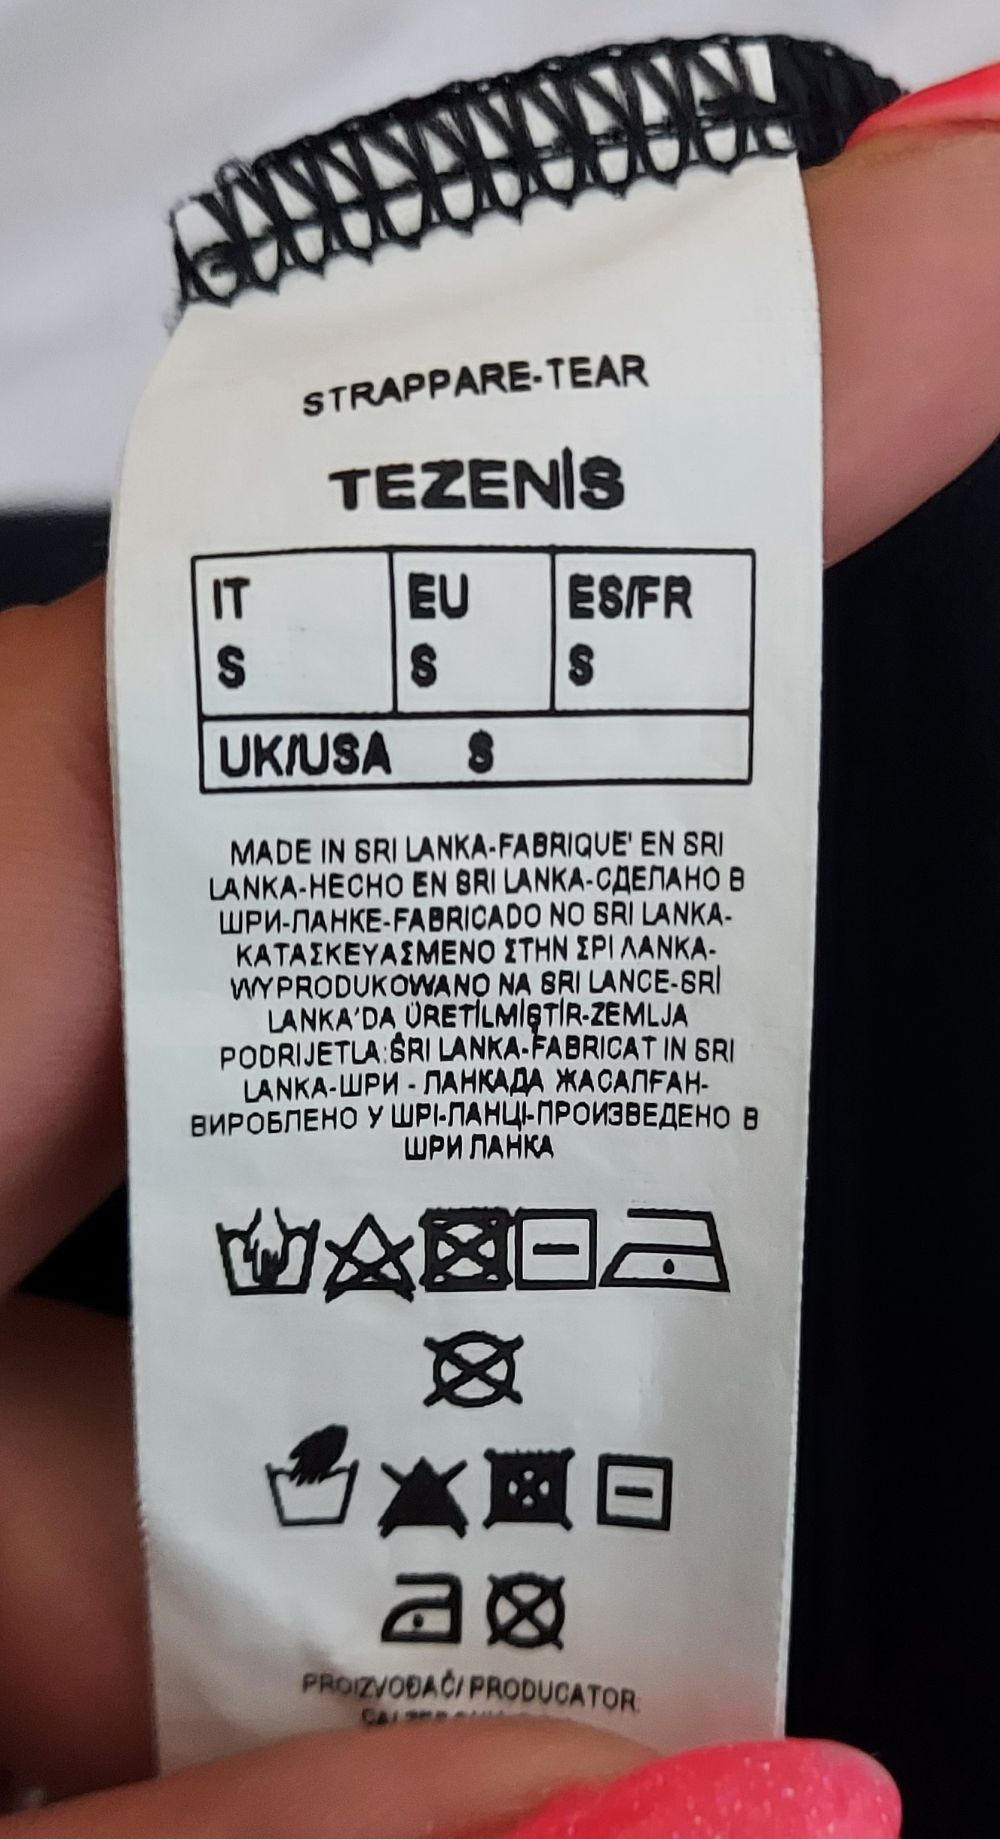 STRAPPARE-TEAR
TEZENIS
IT EU ES/FR
S S S
UK/USA S
MADE IN SRI LANKA-FABRIQUE' EN SRI
LANKA-HECHO EN SRI LANKA-СДЕЛАНО В
ШРИ-ЛАНКЕ-FABRICADO NO SRI LANKA-
ΚΑΤΑΣΚΕΥΑΣΜΕΝΟ ΣΤΗΝ ΣΡΙ ΛΑΝΚΑ-
WYPRODUKOWANO NA SRI LANCE-SRİ
LANKA'DA ÜRETİLMİŞTİR-ZEMLJA
PODRIJETLA:ŠRI LANKA-FABRICAT IN SRI
LANKA-ШРИ - ЛАНКАДА ЖАСАЛҒАН-
ВИРОБЛЕНО У ШРІ-ЛАНЦІ-ПРОИЗВЕДЕНО В
ШРИ ЛАНКА
PROIZVOĐAČ/PRODUCATOR: